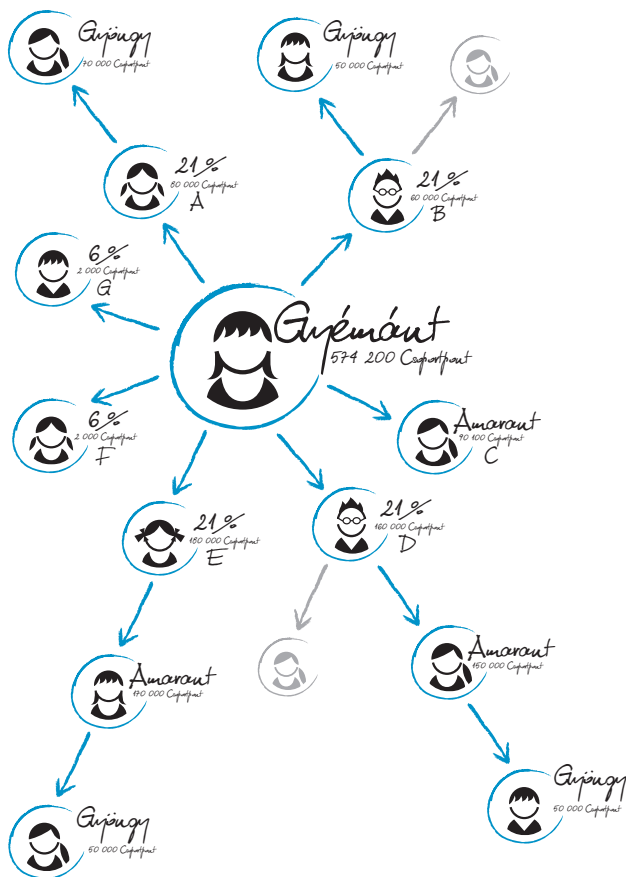 Gyöngy
70 000 Csoportpont
Gyöngy
50 000 Csoportpont
21%
80 000 Csoportpont
A
21%
60 000 Csoportpont
B
6%
2 000 Csoportpont
G
Gyémánt
574 200 Csoportpont
6%
2 000 Csoportpont
F
Amarant
90 100 Csoportpont
C
21%
180 000 Csoportpont
E
21%
160 000 Csoportpont
D
Amarant
170 000 Csoportpont
Amarant
150 000 Csoportpont
Gyöngy
50 000 Csoportpont
Gyöngy
50 000 Csoportpont